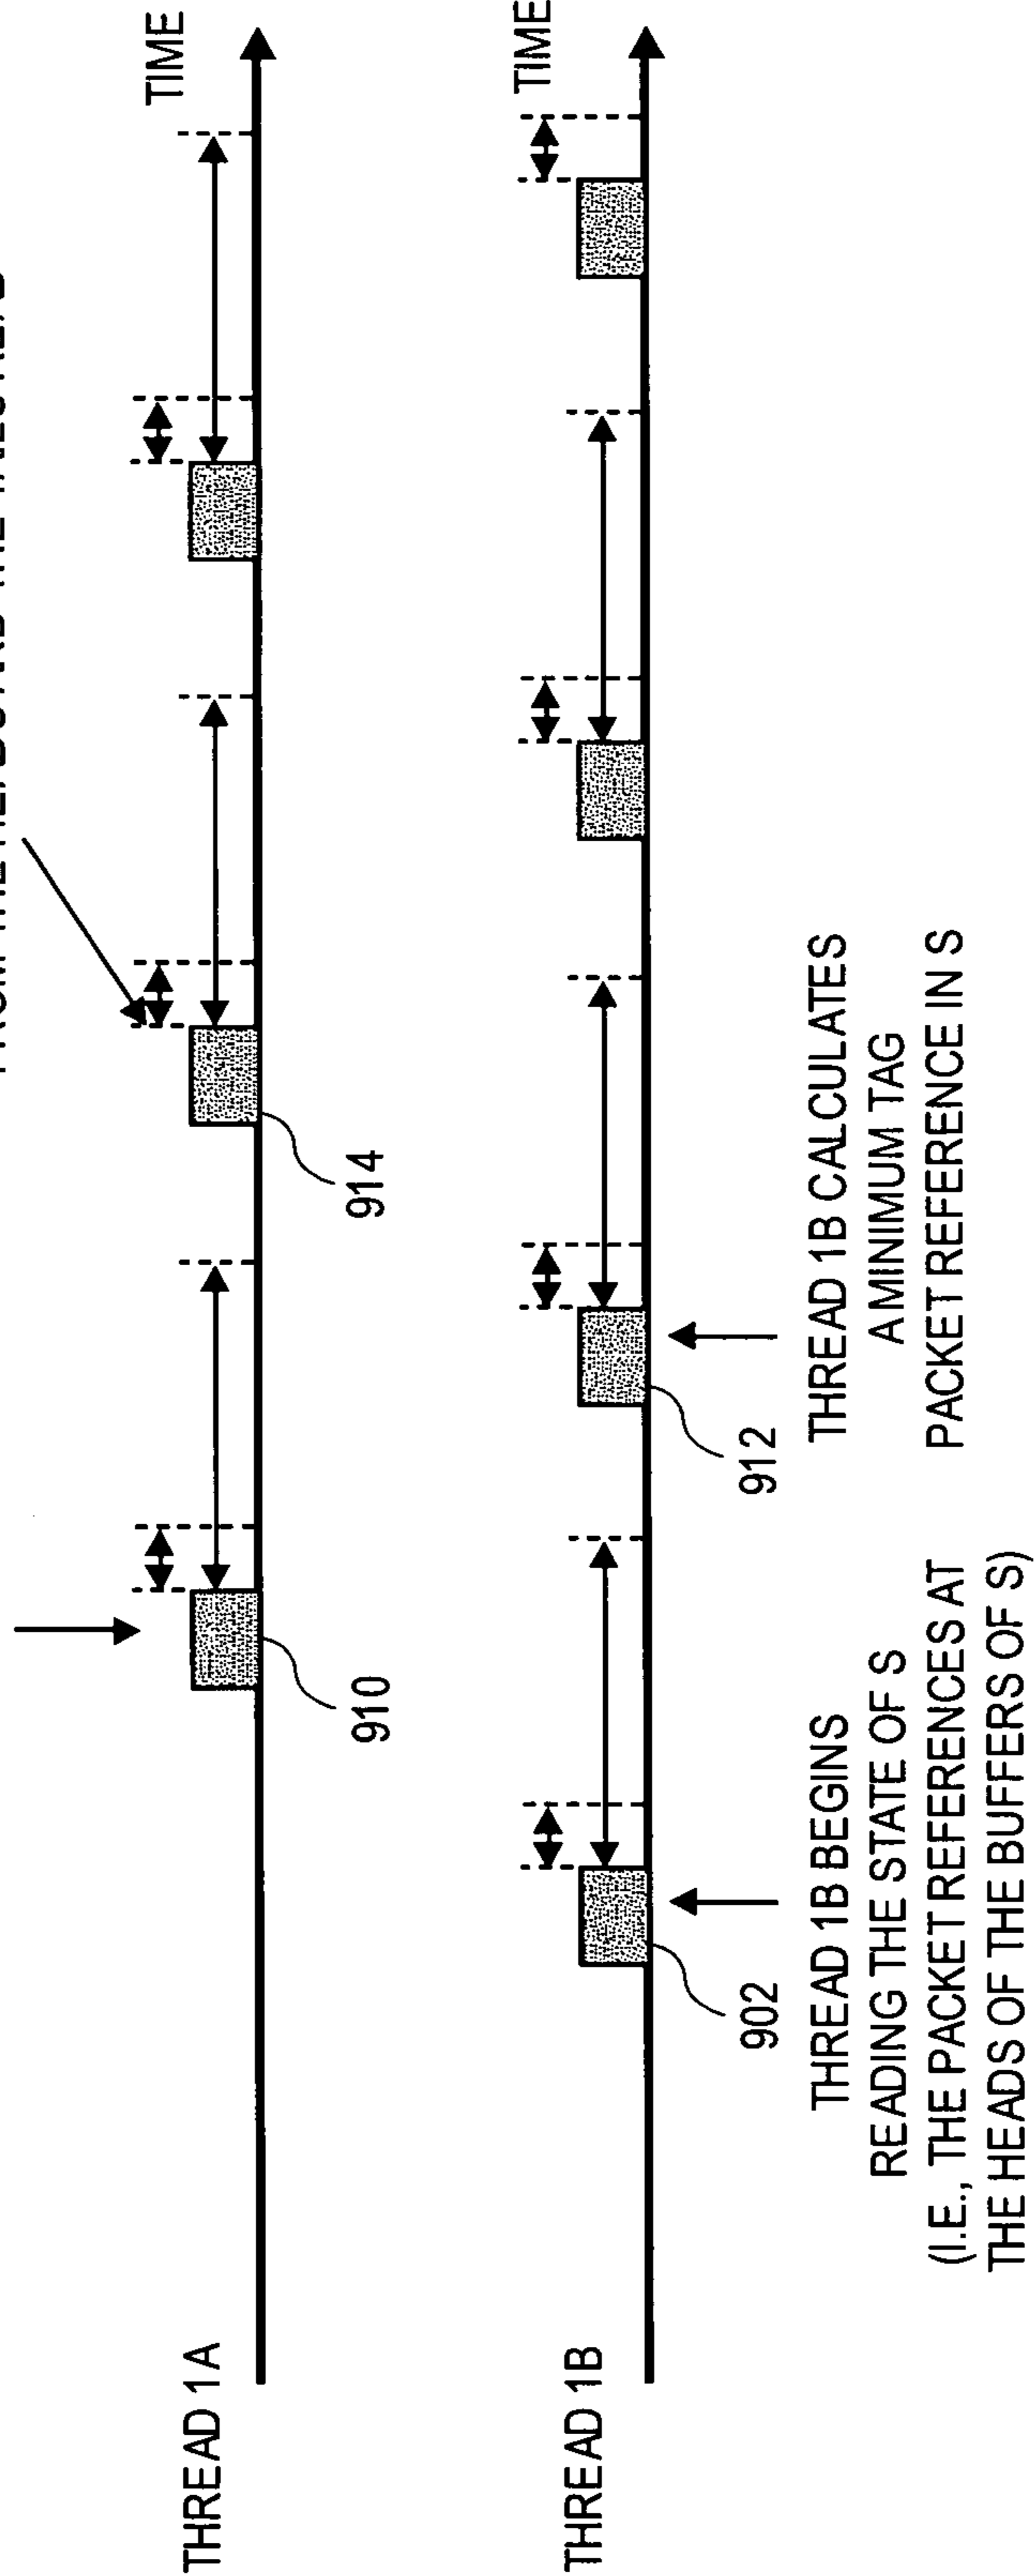 THREAD 1A
TIME
910
914
THREAD 1B
TIME
902
912
THREAD 1B BEGINS
READING THE STATE OF S
(I.E., THE PACKET REFERENCES AT
THE HEADS OF THE BUFFERS OF S)
THREAD 1B CALCULATES
A MINIMUM TAG
PACKET REFERENCE IN S